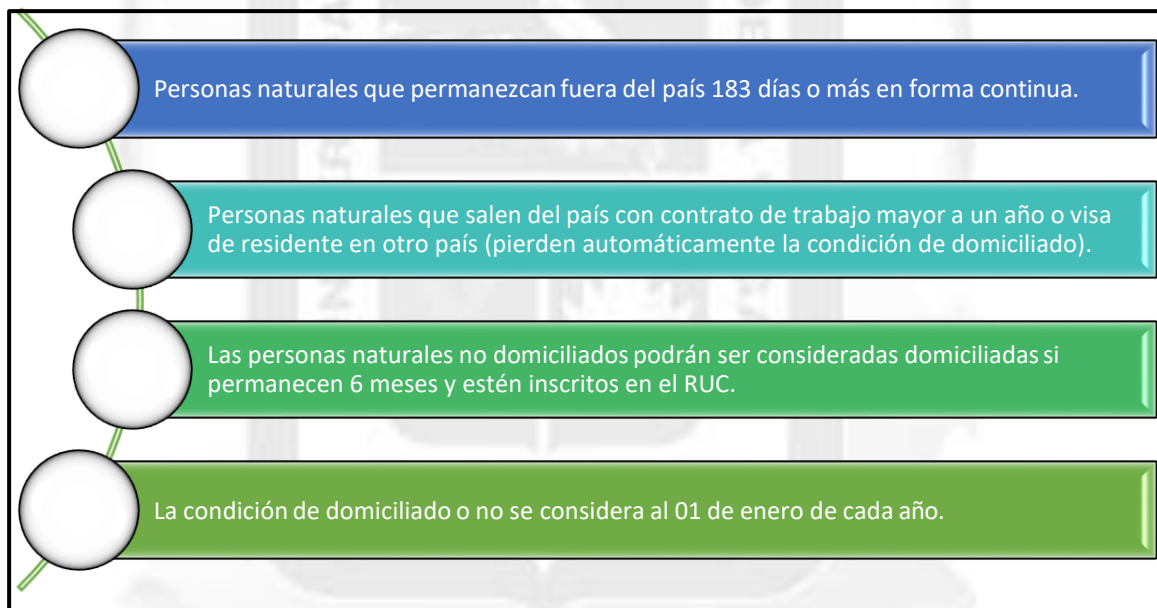 Personas naturales que permanezcan fuera del país 183 días o más en forma continua.
Personas naturales que salen del país con contrato de trabajo mayor a un año o visa
de residente en otro país (pierden automáticamente la condición de domiciliado).
Las personas naturales no domiciliados podrán ser consideradas domiciliadas si
permanecen 6 meses y estén inscritos en el RUC.
La condición de domiciliado o no se considera al 01 de enero de cada año.